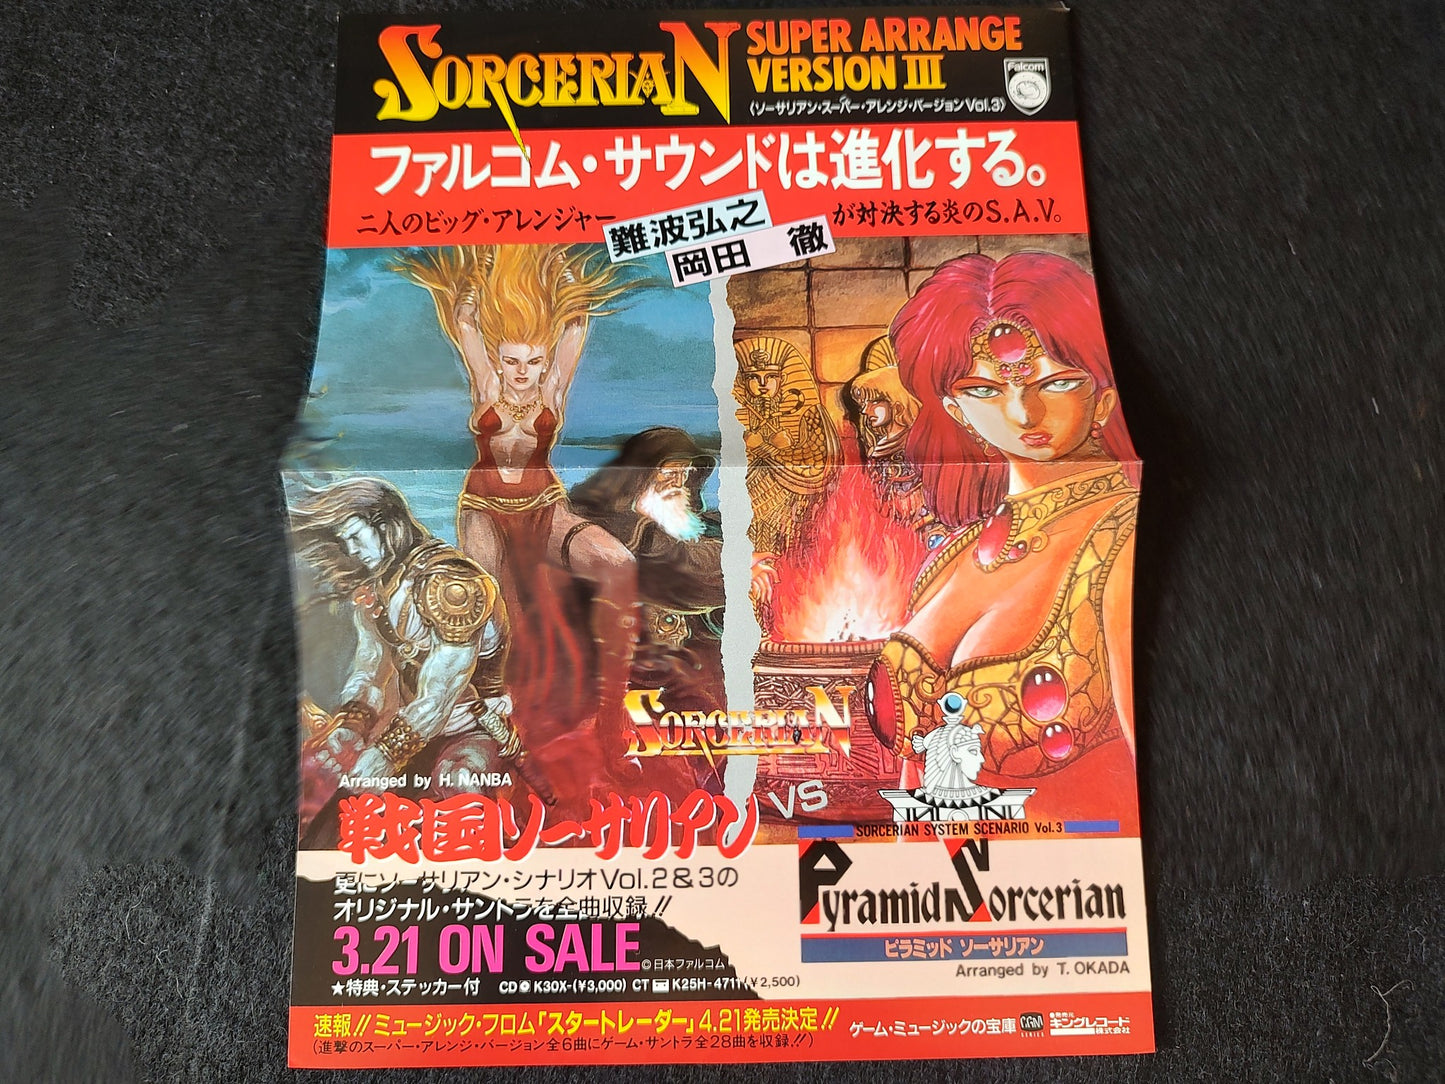 SORCERIAN
SUPER ARRANGE
VERSION III
〈ソーサリアン・スーパー・アレンジ・バージョンVol.3〉
Falcom
ファルコム・サウンドは進化する。
二人のビッグ・アレンジャー
難波弘之
岡田 徹
が対決する炎のS.A.V。
SORCERIAN
Arranged by H. NANBA
戦国ソーサリアン
VS
SORCERIAN SYSTEM SCENARIO Vol.3
Pyramid Sorcerian
ピラミッド ソーサリアン
Arranged by T. OKADA
更にソーサリアン・シナリオVol.2&3の
オリジナル・サントラを全曲収録!!
3.21 ON SALE
©日本ファルコム
★特典・ステッカー付 CD K30X-(¥3,000) CT K25H-4711(¥2,500)
速報!!ミュージック・フロム「スタートレーダー」4.21発売決定!!
(進撃のスーパー・アレンジ・バージョン全6曲にゲーム・サントラ全28曲を収録!!)
ゲーム・ミュージックの宝庫
G.M
SERIES
発売元
キングレコード
株式会社